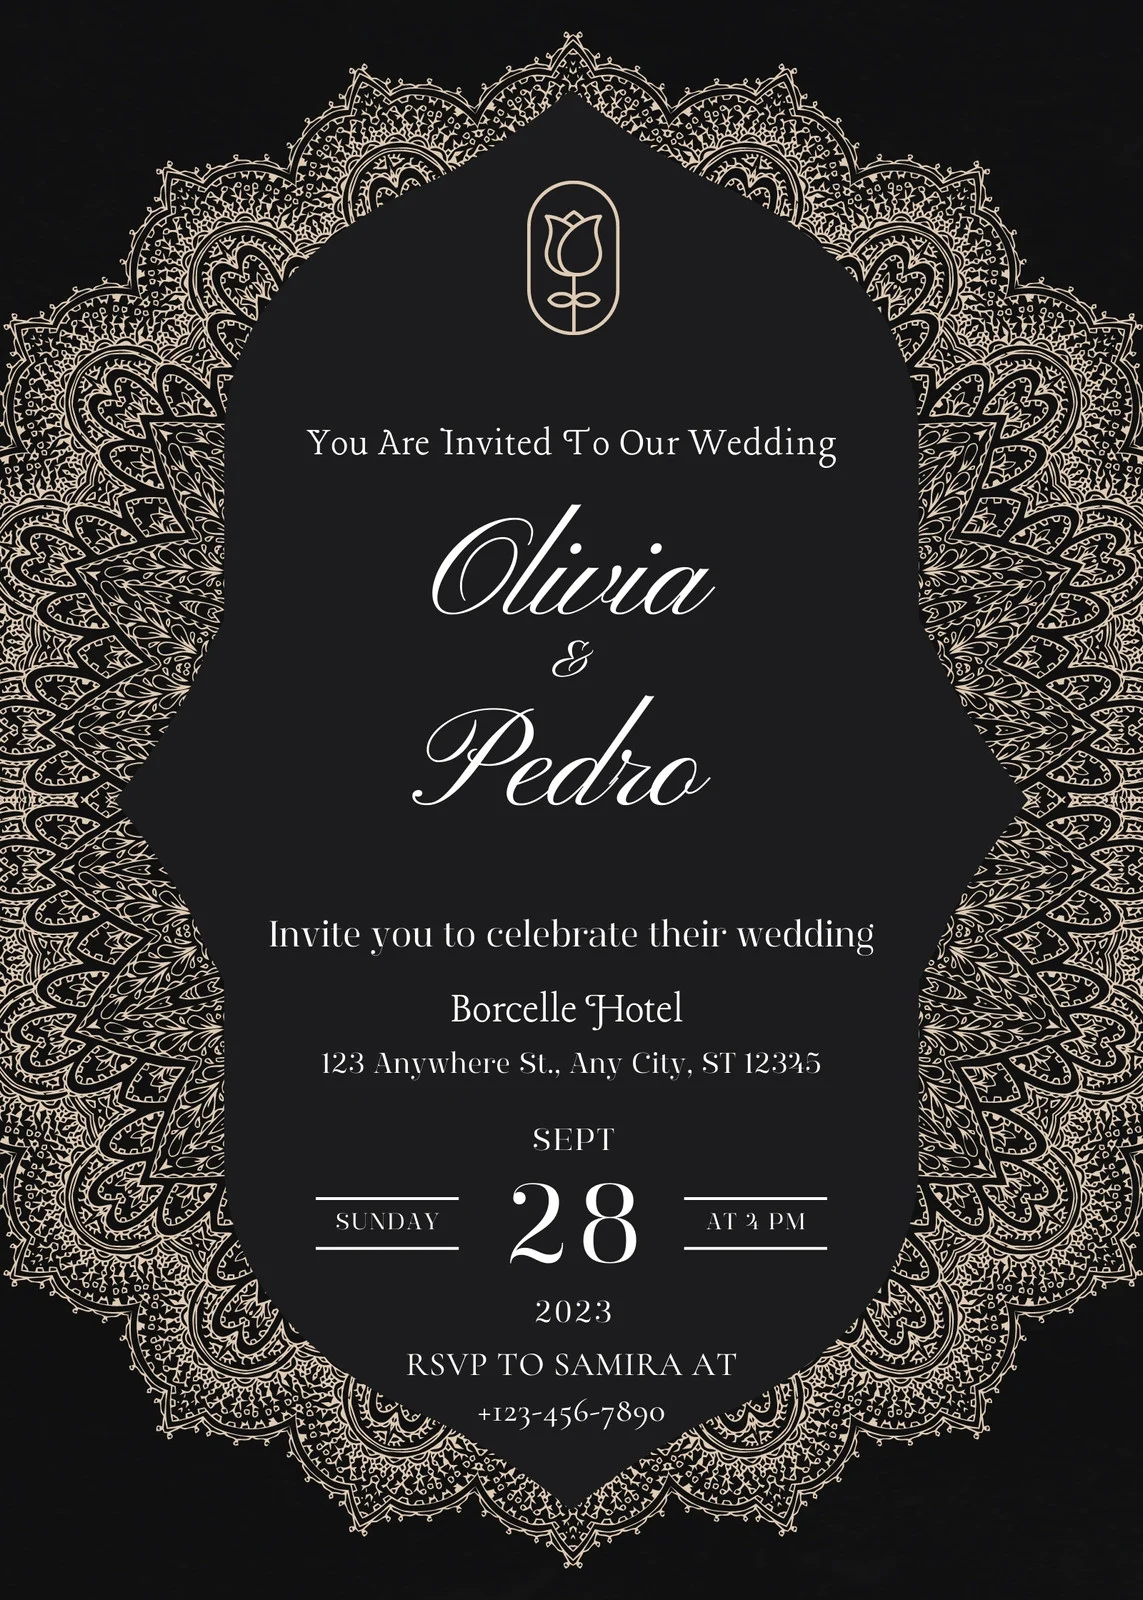 You Are Invited To Our Wedding
Olivia
&
Pedro
Invite you to celebrate their wedding
Borcelle Hotel
123 Anywhere St., Any City, ST 12345
SEPT
SUNDAY 28 AT 4 PM
2023
RSVP TO SAMIRA AT
+123-456-7890